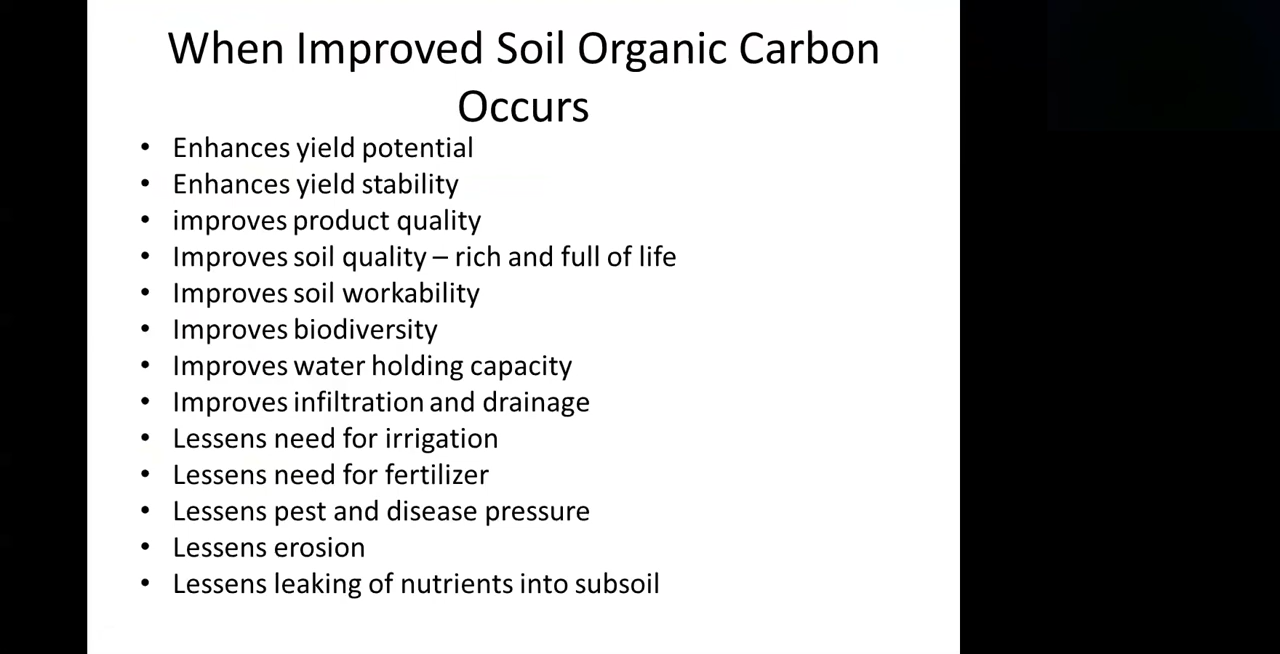 When Improved Soil Organic Carbon
Occurs
• Enhances yield potential
• Enhances yield stability
• improves product quality
• Improves soil quality – rich and full of life
• Improves soil workability
• Improves biodiversity
• Improves water holding capacity
• Improves infiltration and drainage
• Lessens need for irrigation
• Lessens need for fertilizer
• Lessens pest and disease pressure
• Lessens erosion
• Lessens leaking of nutrients into subsoil